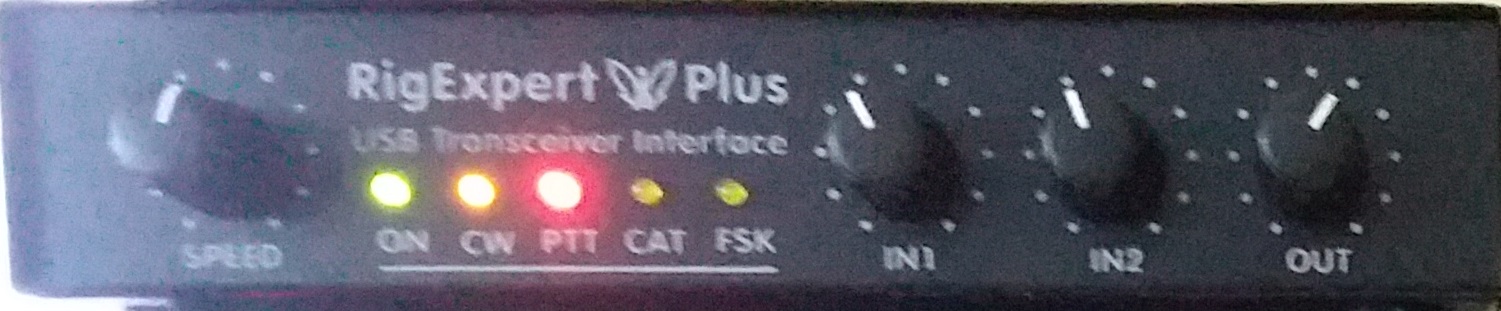 RigExpert Plus
USB Transceiver Interface
ON CW PTT CAT FSK
SPEED IN1 IN2 OUT